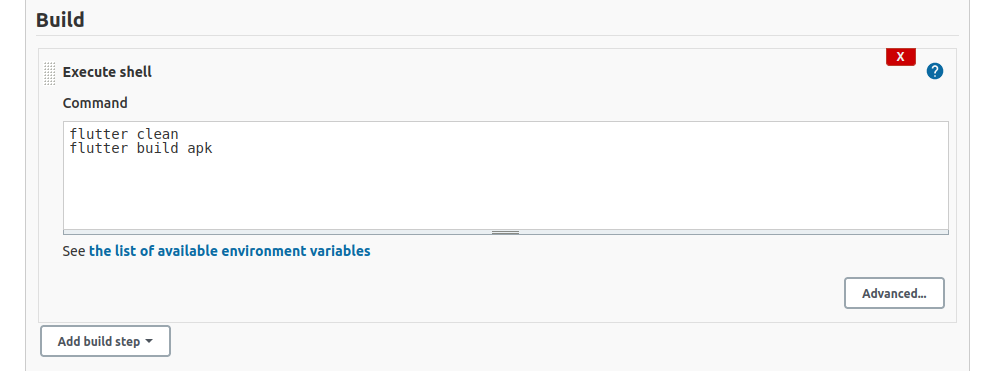 Build
X
Execute shell
?
Command
flutter clean
flutter build apk
See the list of available environment variables
Advanced...
Add build step